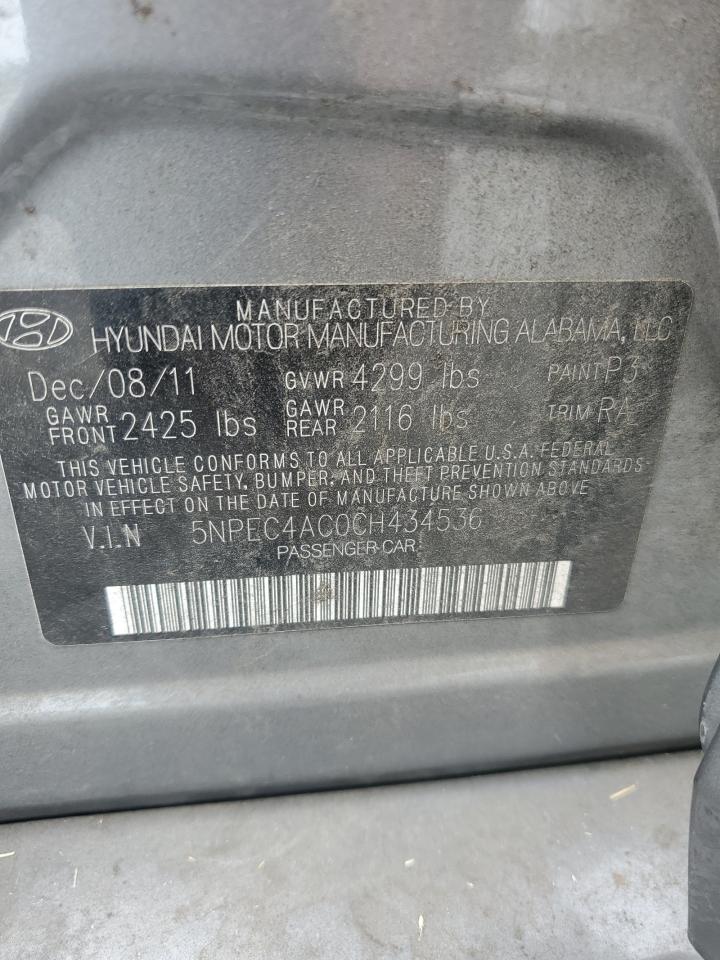 MANUFACTURED BY
HYUNDAI MOTOR MANUFACTURING ALABAMA, LLC
Dec/08/11 GVWR 4299 lbs PAINT P3
GAWR FRONT 2425 lbs GAWR REAR 2116 lbs TRIM RA
THIS VEHICLE CONFORMS TO ALL APPLICABLE U.S.A. FEDERAL
MOTOR VEHICLE SAFETY, BUMPER, AND THEFT PREVENTION STANDARDS
IN EFFECT ON THE DATE OF MANUFACTURE SHOWN ABOVE
V.I.N 5NPEC4AC0CH434536
PASSENGER CAR